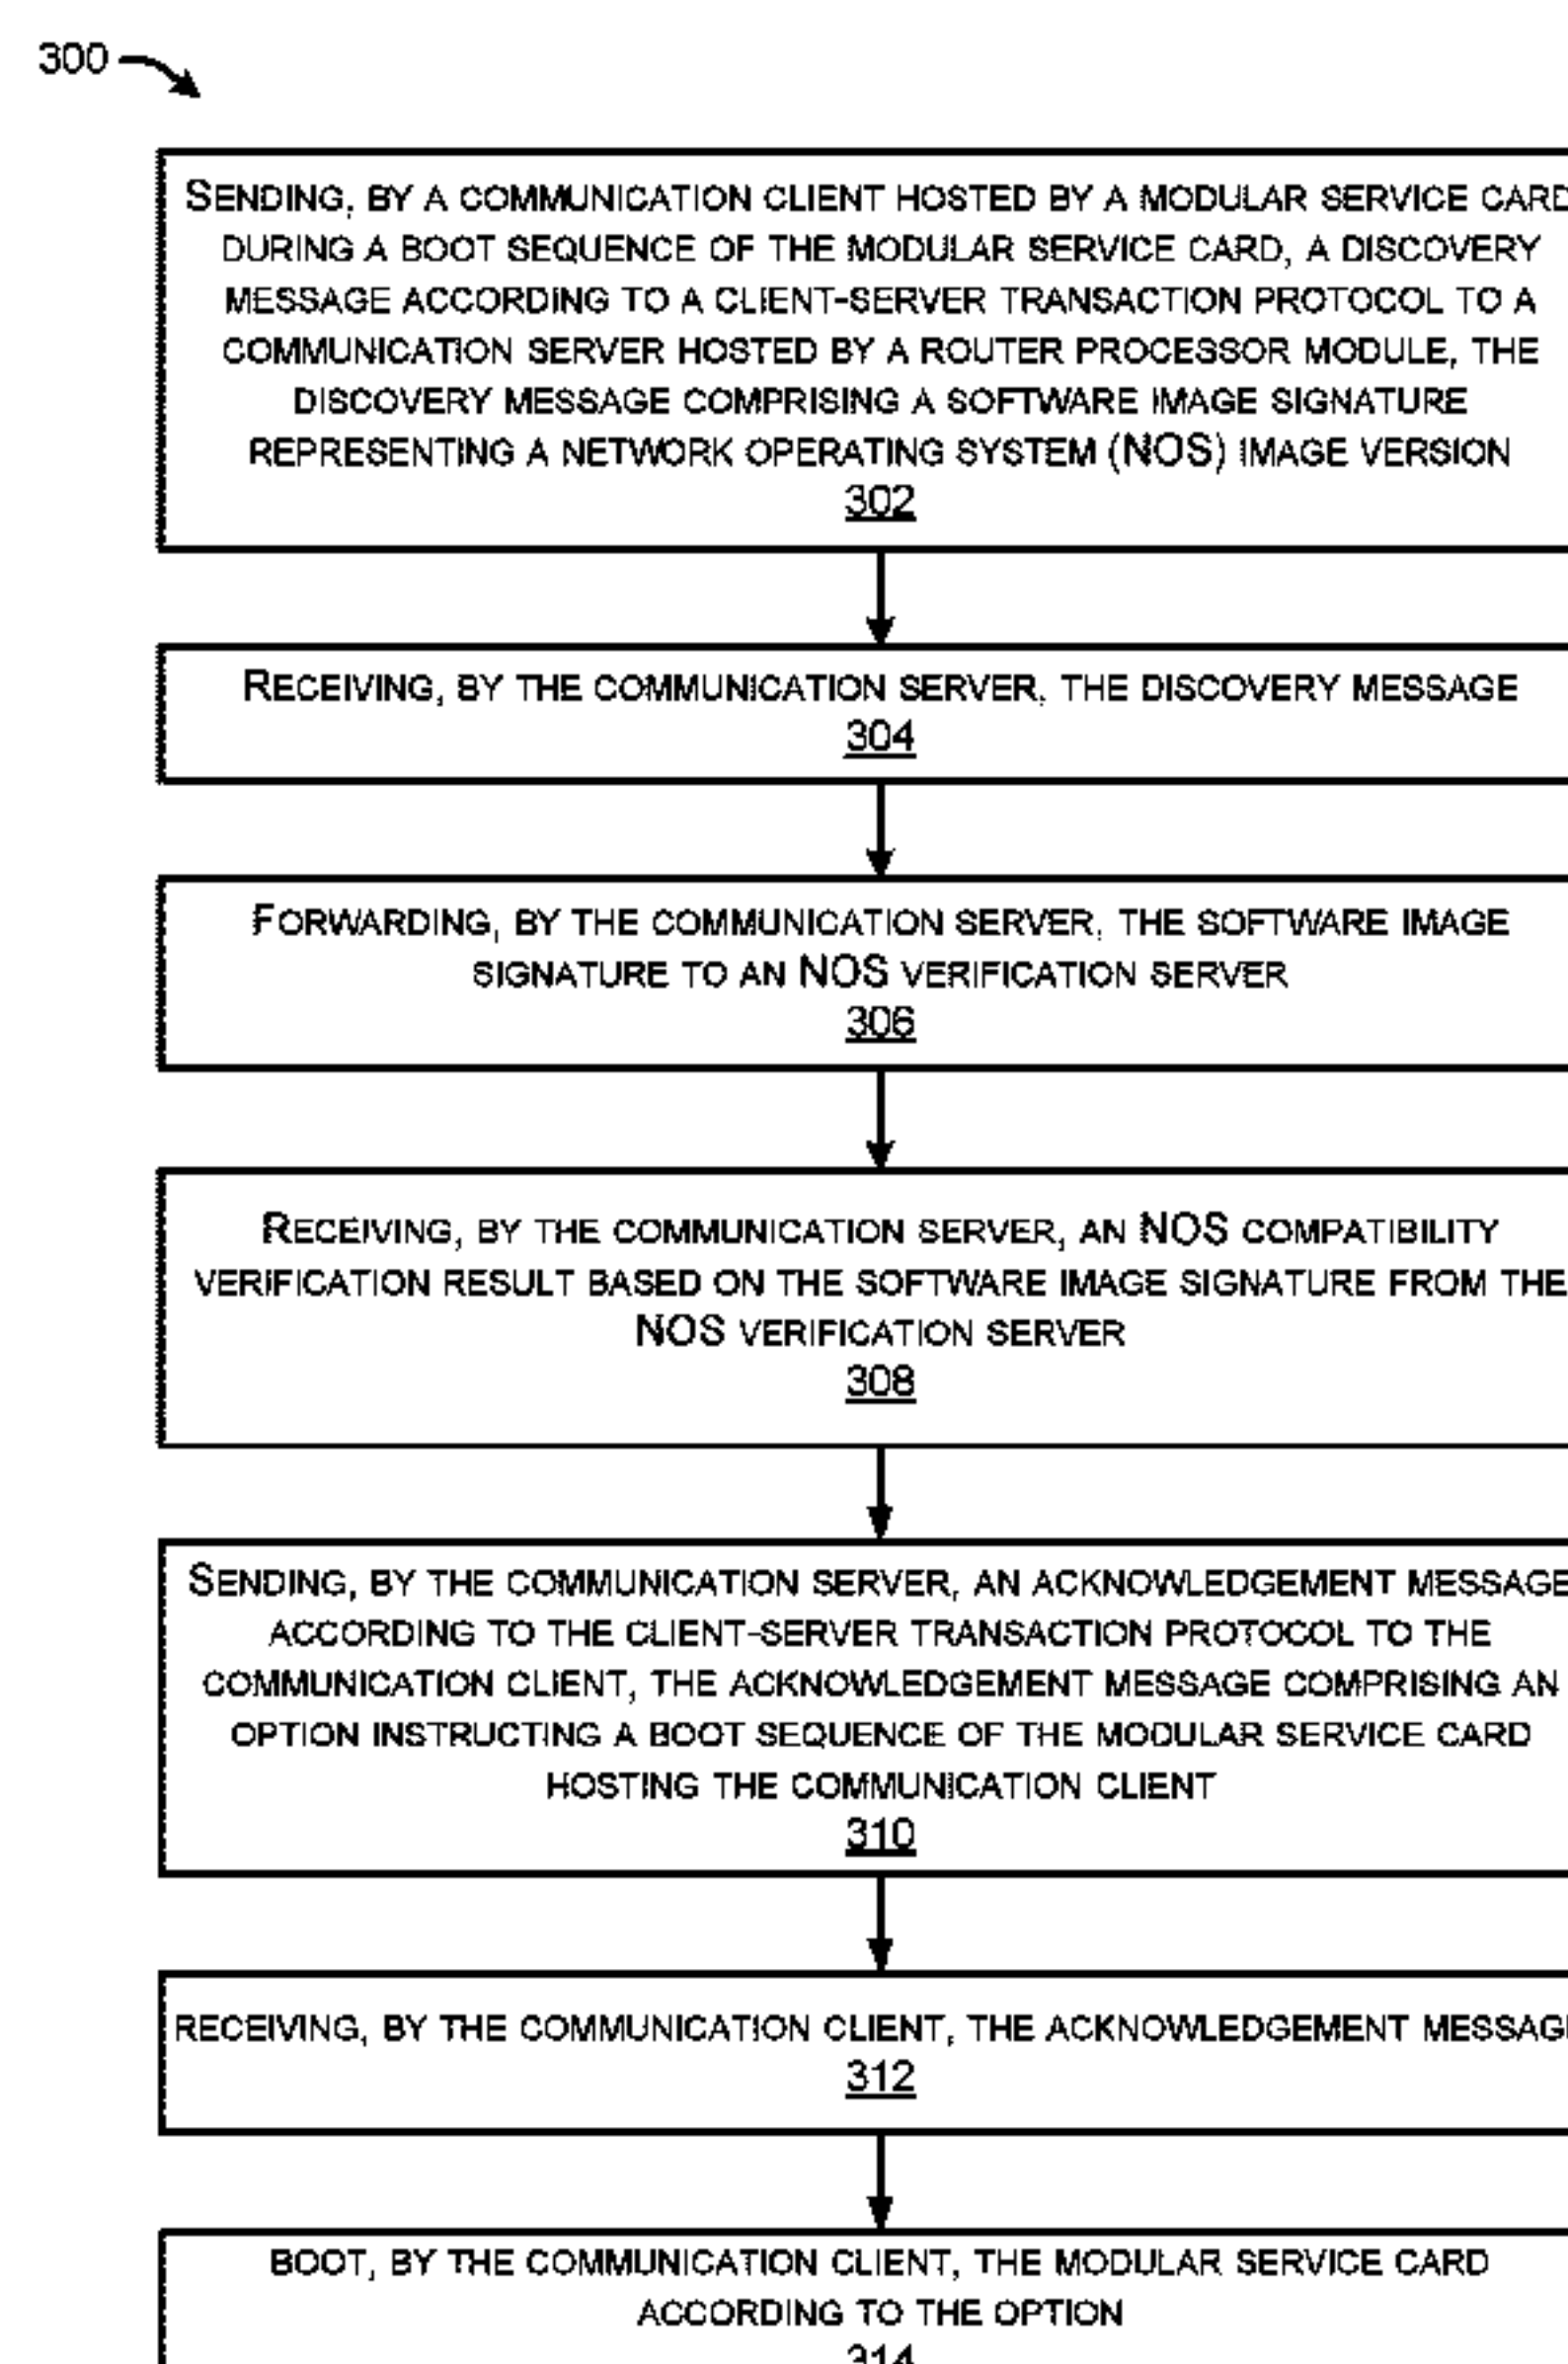 300
SENDING, BY A COMMUNICATION CLIENT HOSTED BY A MODULAR SERVICE CARD
DURING A BOOT SEQUENCE OF THE MODULAR SERVICE CARD, A DISCOVERY
MESSAGE ACCORDING TO A CLIENT-SERVER TRANSACTION PROTOCOL TO A
COMMUNICATION SERVER HOSTED BY A ROUTER PROCESSOR MODULE, THE
DISCOVERY MESSAGE COMPRISING A SOFTWARE IMAGE SIGNATURE
REPRESENTING A NETWORK OPERATING SYSTEM (NOS) IMAGE VERSION
302
RECEIVING, BY THE COMMUNICATION SERVER, THE DISCOVERY MESSAGE
304
FORWARDING, BY THE COMMUNICATION SERVER, THE SOFTWARE IMAGE
SIGNATURE TO AN NOS VERIFICATION SERVER
306
RECEIVING, BY THE COMMUNICATION SERVER, AN NOS COMPATIBILITY
VERIFICATION RESULT BASED ON THE SOFTWARE IMAGE SIGNATURE FROM THE
NOS VERIFICATION SERVER
308
SENDING, BY THE COMMUNICATION SERVER, AN ACKNOWLEDGEMENT MESSAGE
ACCORDING TO THE CLIENT-SERVER TRANSACTION PROTOCOL TO THE
COMMUNICATION CLIENT, THE ACKNOWLEDGEMENT MESSAGE COMPRISING AN
OPTION INSTRUCTING A BOOT SEQUENCE OF THE MODULAR SERVICE CARD
HOSTING THE COMMUNICATION CLIENT
310
RECEIVING, BY THE COMMUNICATION CLIENT, THE ACKNOWLEDGEMENT MESSAGE
312
BOOT, BY THE COMMUNICATION CLIENT, THE MODULAR SERVICE CARD
ACCORDING TO THE OPTION
314